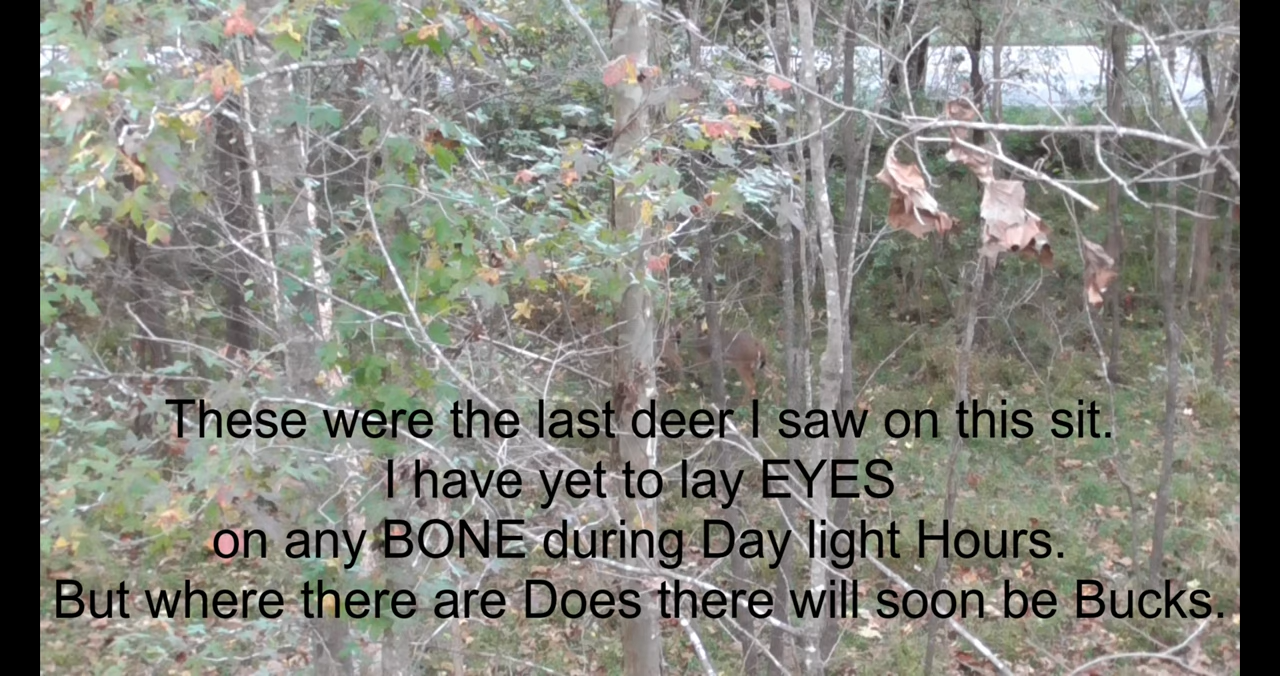 These were the last deer I saw on this sit.
I have yet to lay EYES
on any BONE during Day light Hours.
But where there are Does there will soon be Bucks.